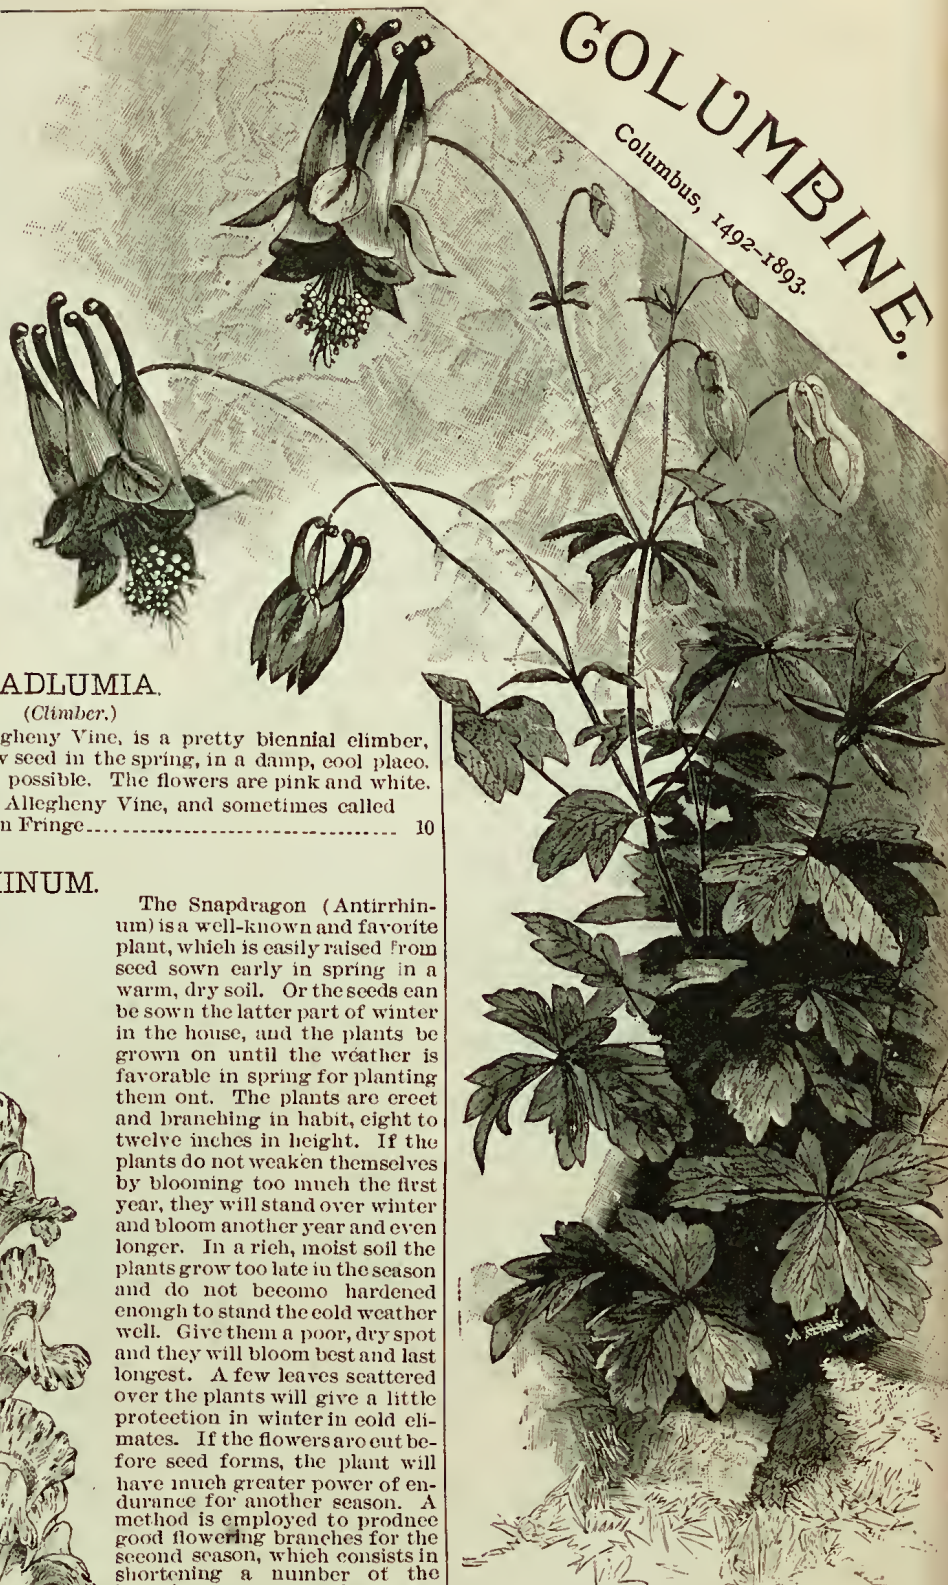 COLUMBINE.
Columbus, 1492–1893.
ADLUMIA.
(Climber.)
gheny Vine, is a pretty biennial climber,
w seed in the spring, in a damp, cool place.
possible. The flowers are pink and white.
Allegheny Vine, and sometimes called
n Fringe.............................. 10
INUM.
The Snapdragon (Antirrhin-
um) is a well-known and favorite
plant, which is easily raised from
seed sown early in spring in a
warm, dry soil. Or the seeds can
be sown the latter part of winter
in the house, and the plants be
grown on until the weather is
favorable in spring for planting
them out. The plants are erect
and branching in habit, eight to
twelve inches in height. If the
plants do not weaken themselves
by blooming too much the first
year, they will stand over winter
and bloom another year and even
longer. In a rich, moist soil the
plants grow too late in the season
and do not become hardened
enough to stand the cold weather
well. Give them a poor, dry spot
and they will bloom best and last
longest. A few leaves scattered
over the plants will give a little
protection in winter in cold cli-
mates. If the flowers are cut be-
fore seed forms, the plant will
have much greater power of en-
durance for another season. A
method is employed to produce
good flowering branches for the
second season, which consists in
shortening a number of the